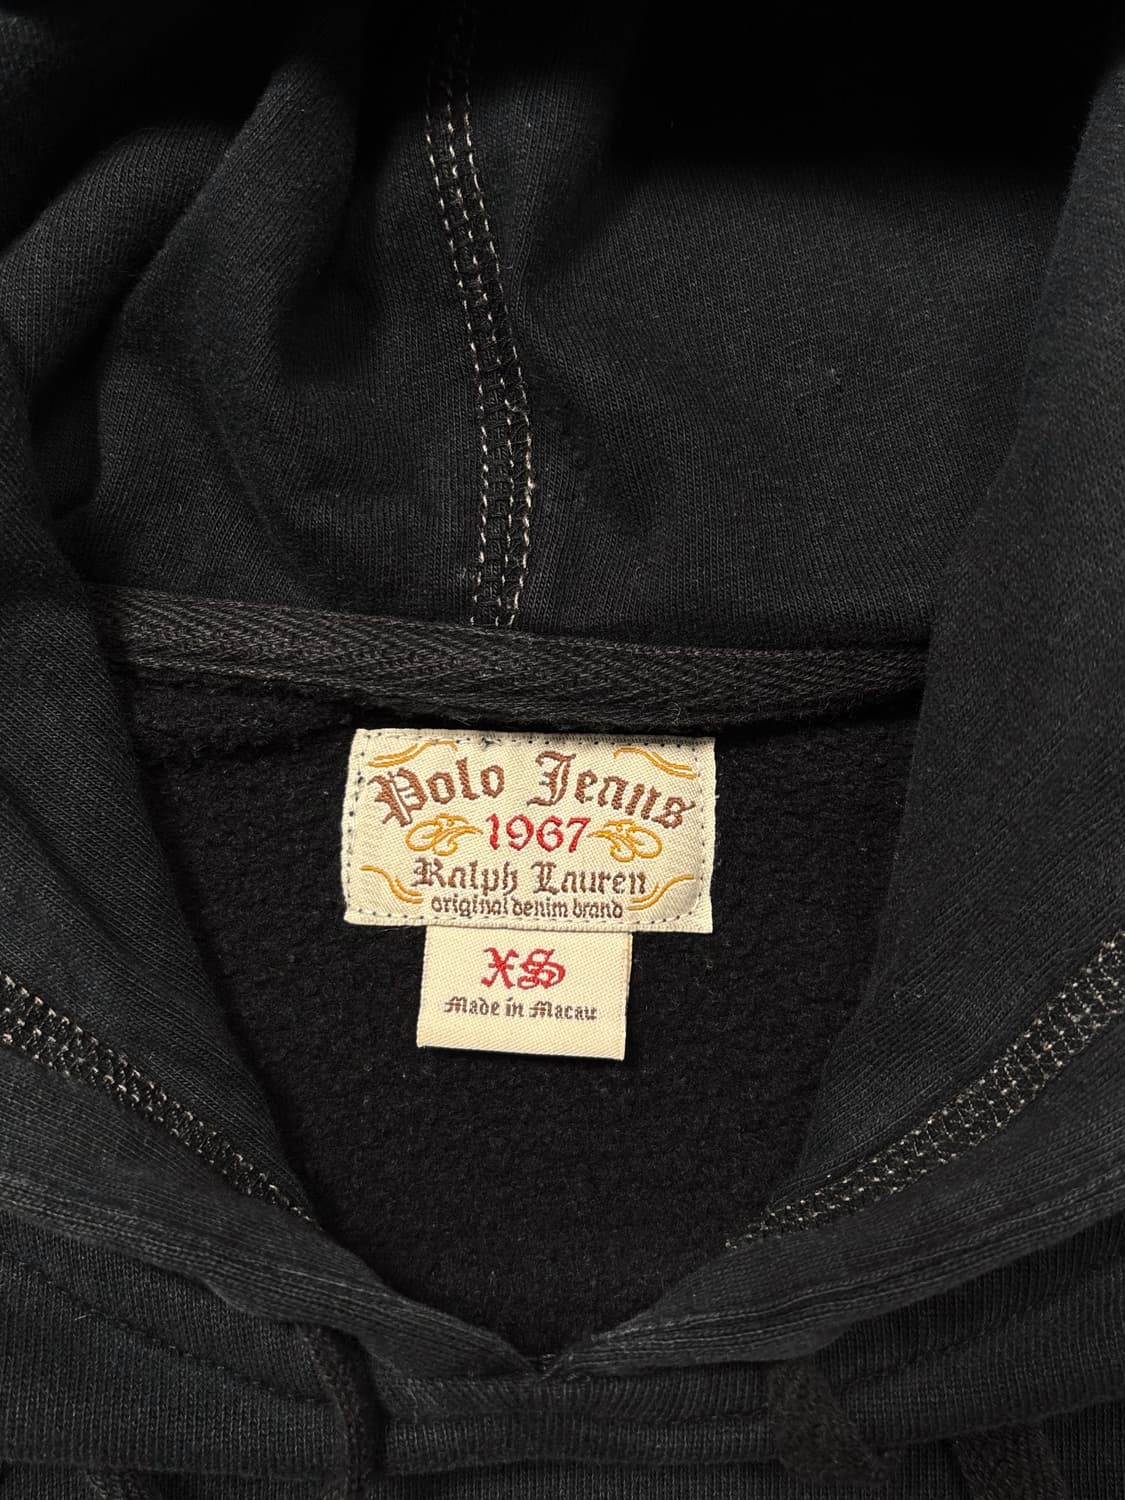 Polo Jeans
1967
Ralph Lauren
original denim brand
XS
Made in Macau